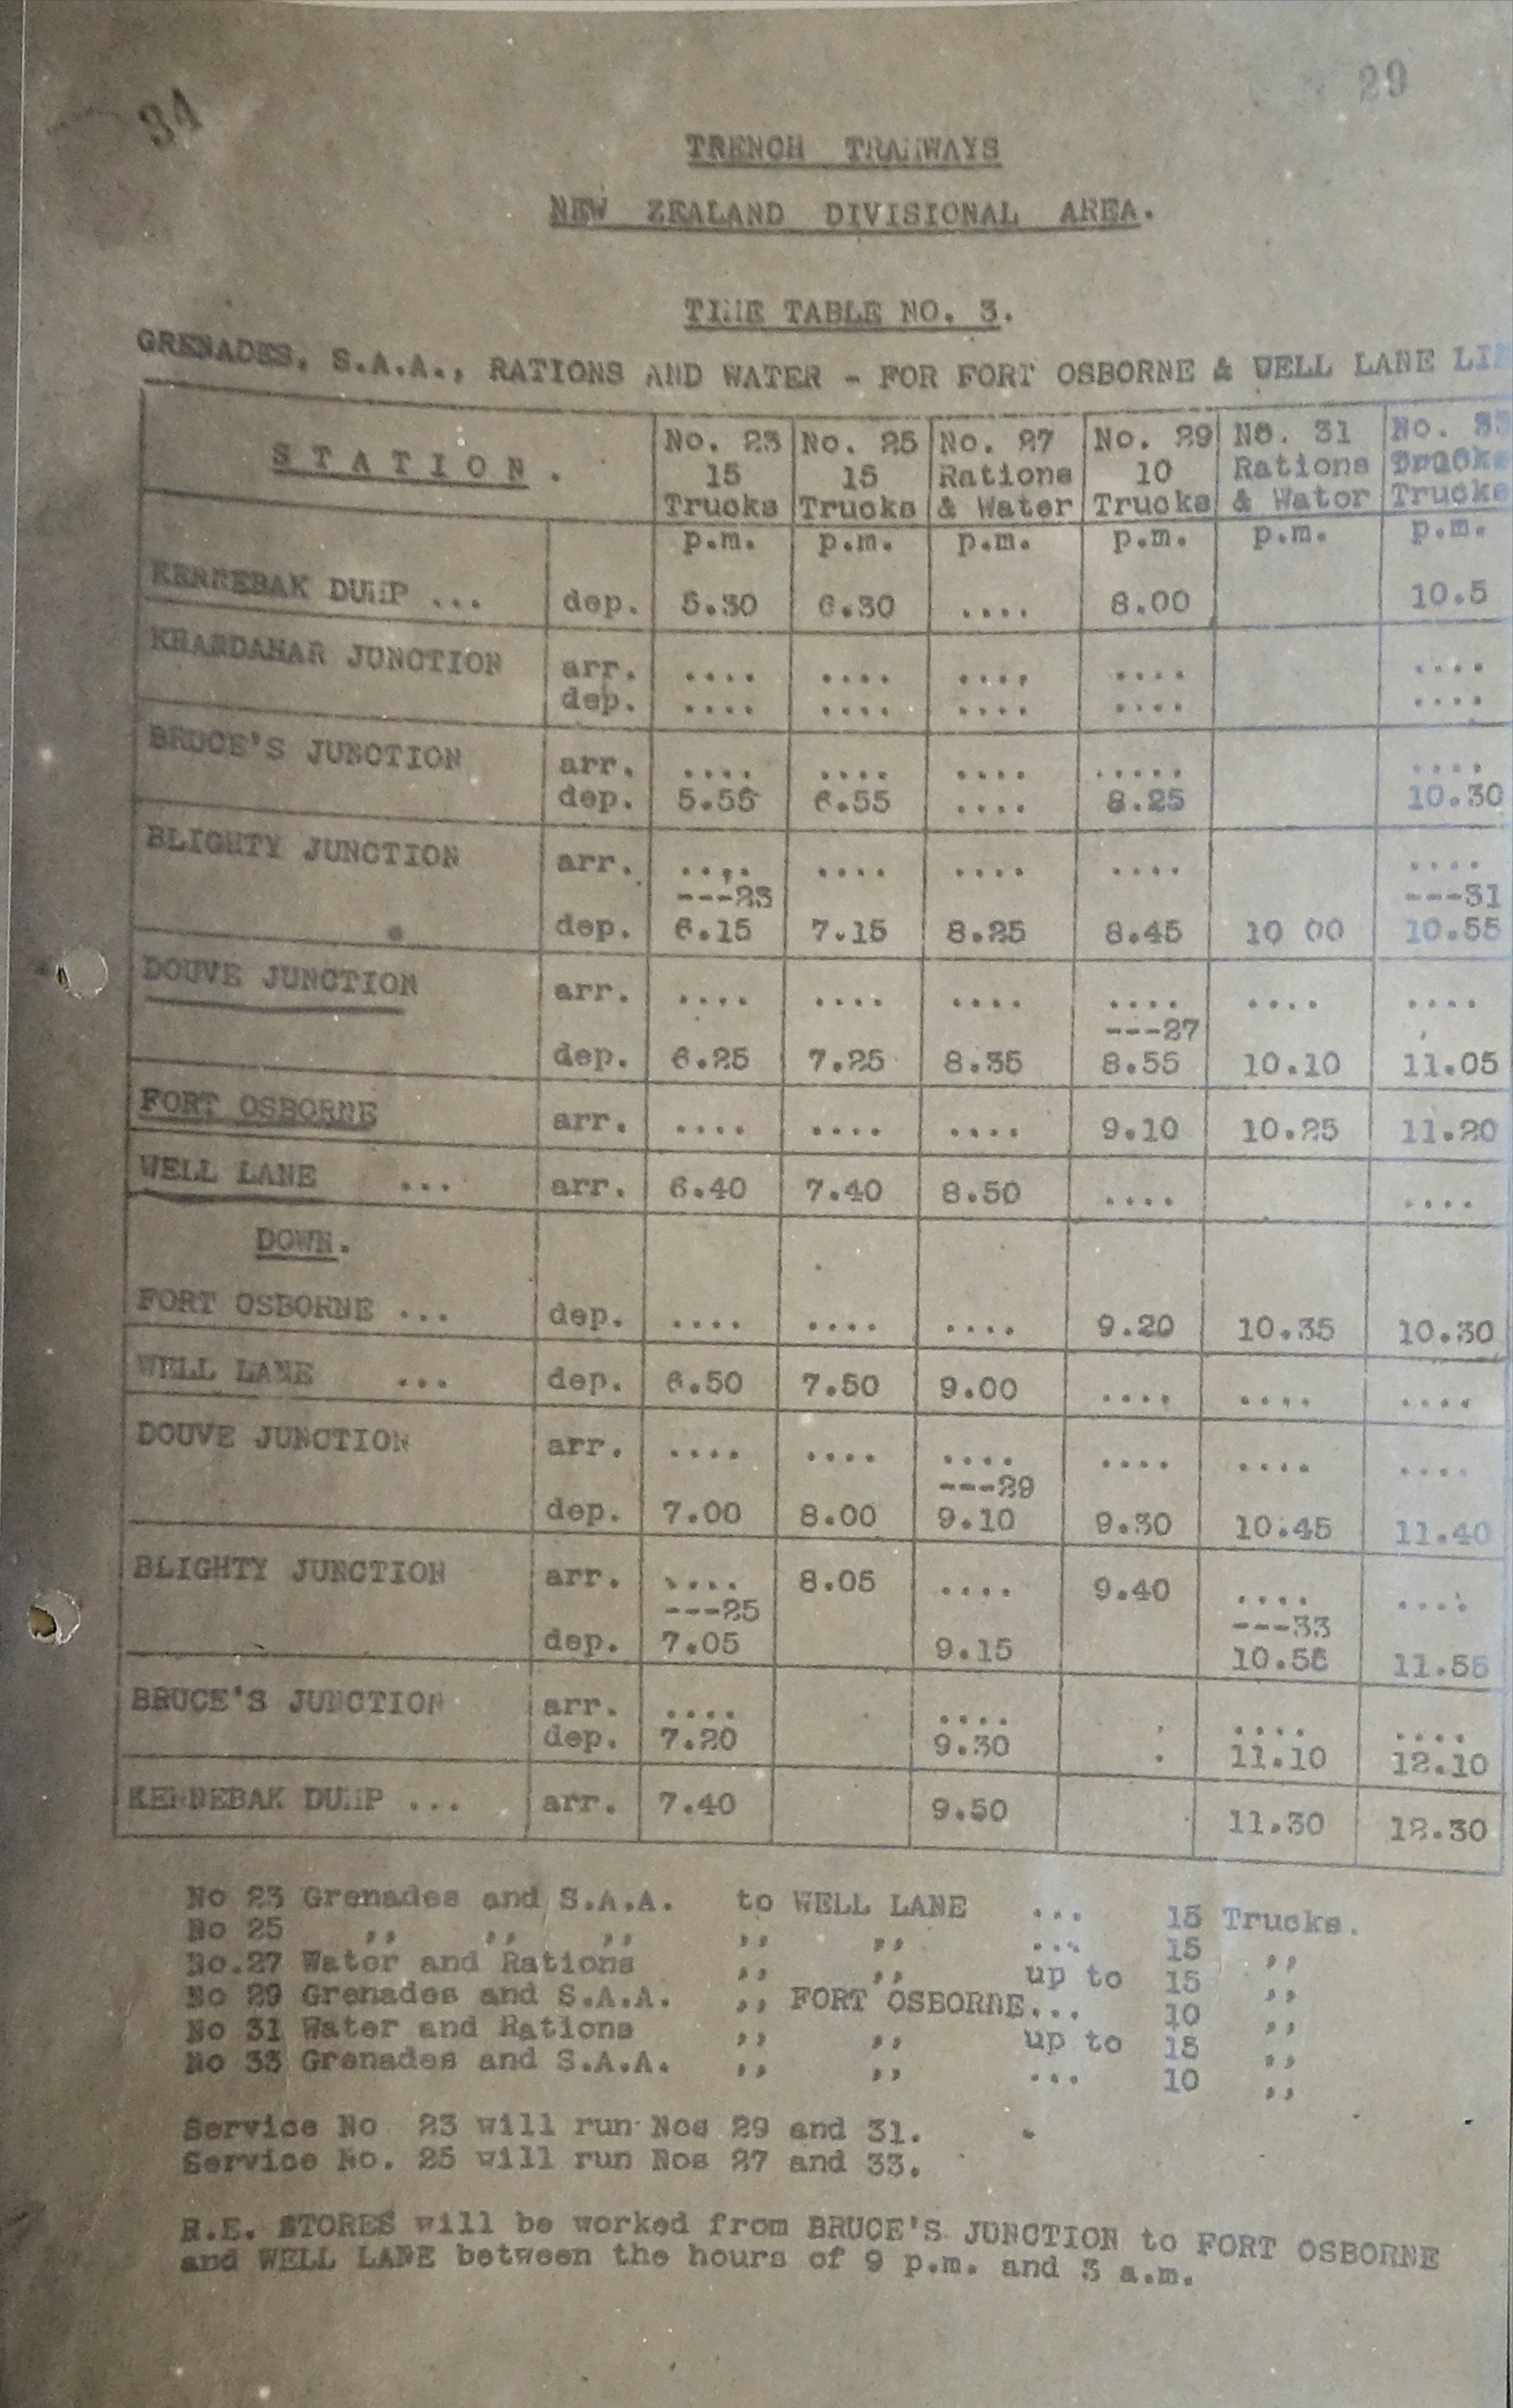 34
29
TRENCH TRAMWAYS
NEW ZEALAND DIVISIONAL AREA.
TIME TABLE NO. 3.
GRENADES, S.A.A., RATIONS AND WATER - FOR FORT OSBORNE & WELL LANE
STATION. No. 23 No. 25 No. 27 No. 29 No. 31 No. 33
15 15 Rations 10 Rations
Trucks Trucks & Water Trucks & Water Trucks
p.m. p.m. p.m. p.m. p.m. p.m.
KENNEBAK DUMP ... dep. 5.30 6.30 .... 8.00 10.5
KHANDAHAR JUNCTION arr. .... .... .... .... ....
dep. .... .... .... .... ....
BRUCE'S JUNCTION arr. .... .... .... ..... ....
dep. 5.55 6.55 .... 8.25 10.30
BLIGHTY JUNCTION arr. .... .... .... .... ....
---23 ---31
dep. 6.15 7.15 8.25 8.45 10 00 10.55
DOUVE JUNCTION arr. .... .... .... .... .... ....
---27
dep. 6.25 7.25 8.35 8.55 10.10 11.05
FORT OSBORNE arr. .... .... .... 9.10 10.25 11.20
WELL LANE ... arr. 6.40 7.40 8.50 .... ....
DOWN.
FORT OSBORNE ... dep. .... .... .... 9.20 10.35 10.30
WELL LANE ... dep. 6.50 7.50 9.00 .... .... ....
DOUVE JUNCTION arr. .... .... .... .... .... ....
---29
dep. 7.00 8.00 9.10 9.30 10.45 11.40
BLIGHTY JUNCTION arr. .... 8.05 .... 9.40 .... ....
---25 ---33
dep. 7.05 9.15 10.55 11.55
BRUCE'S JUNCTION arr. .... .... .... ....
dep. 7.20 9.30 11.10 12.10
KENNEBAK DUMP ... arr. 7.40 9.50 11.30 12.30
No 23 Grenades and S.A.A. to WELL LANE ... 15 Trucks.
No 25 ,, ,, ,, ,, ,, ... 15 ,,
No.27 Water and Rations ,, ,, up to 15 ,,
No 29 Grenades and S.A.A. ,, FORT OSBORNE... 10 ,,
No 31 Water and Rations ,, ,, up to 15 ,,
No 33 Grenades and S.A.A. ,, ,, ... 10 ,,
Service No 23 will run Nos 29 and 31.
Service No. 25 will run Nos 27 and 33.
R.E. STORES will be worked from BRUCE'S JUNCTION to FORT OSBORNE
and WELL LANE between the hours of 9 p.m. and 3 a.m.